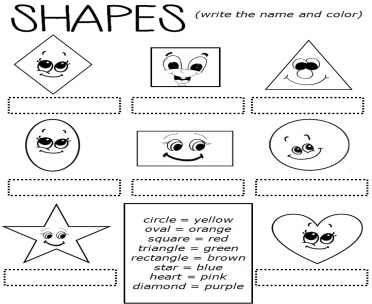 SHAPES (write the name and color)
circle = yellow
oval = orange
square = red
triangle = green
rectangle = brown
star = blue
heart = pink
diamond = purple